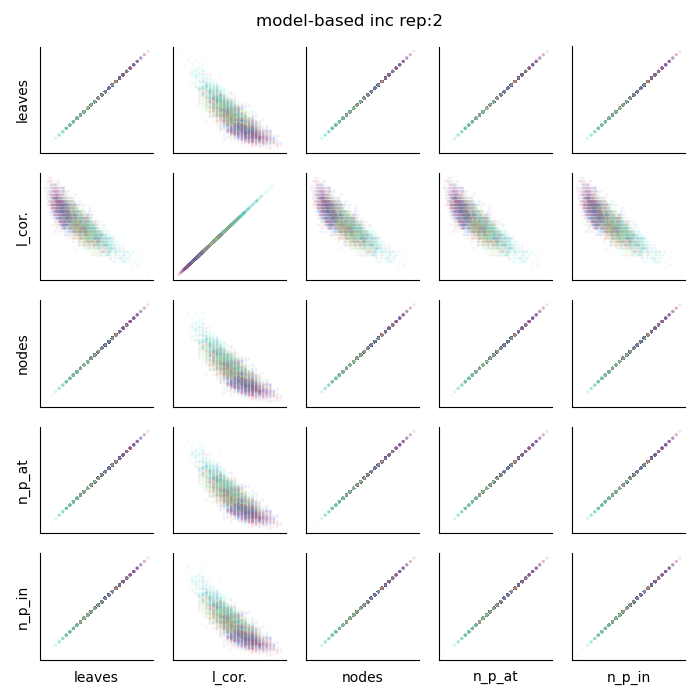 model-based inc rep:2
leaves
l_cor.
nodes
n_p_at
n_p_in
leaves
l_cor.
nodes
n_p_at
n_p_in